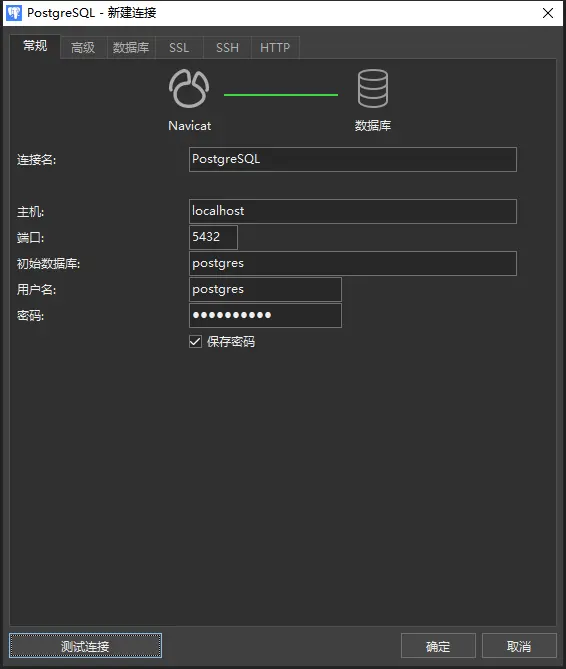 PostgreSQL - 新建连接
常规 高级 数据库 SSL SSH HTTP
Navicat 数据库
连接名: PostgreSQL
主机: localhost
端口: 5432
初始数据库: postgres
用户名: postgres
密码: ●●●●●●●●●●
保存密码
测试连接 确定 取消